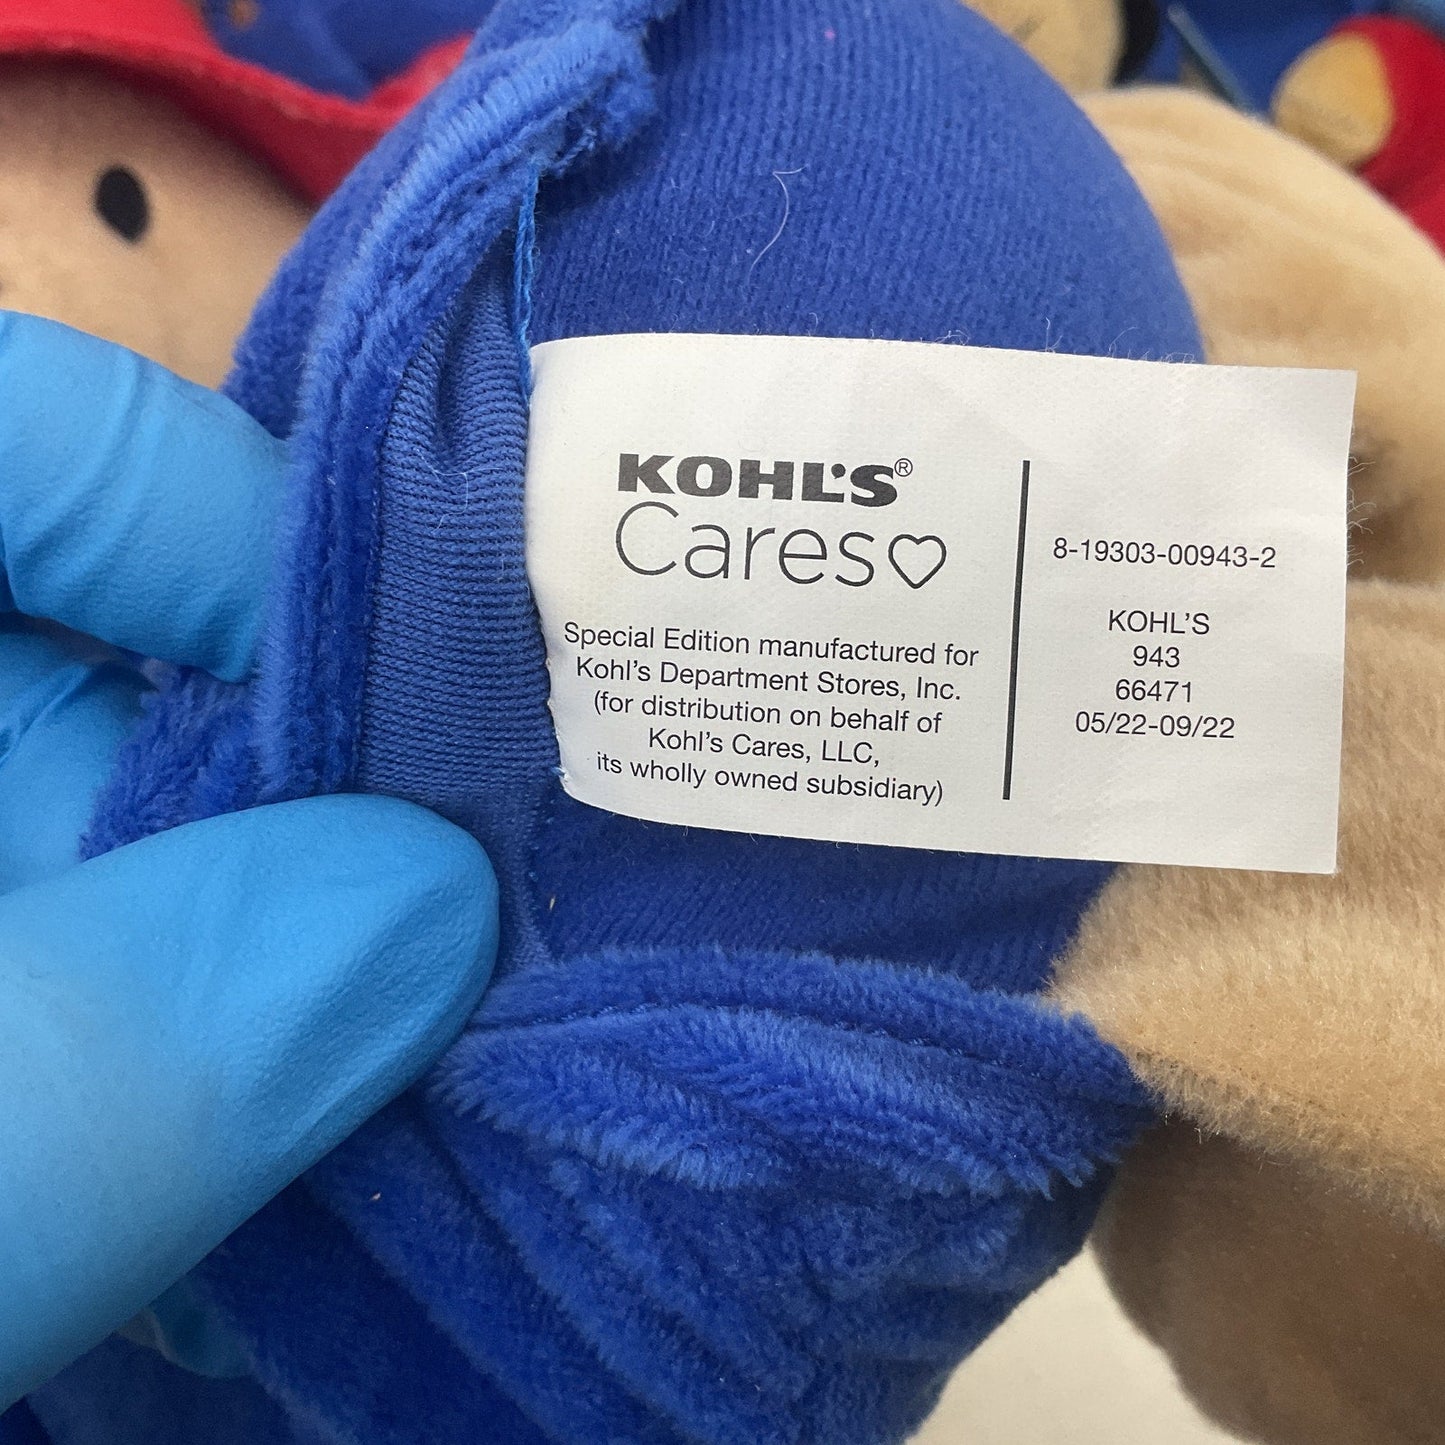 KOHL'S®
Cares♡
Special Edition manufactured for
Kohl's Department Stores, Inc.
(for distribution on behalf of
Kohl's Cares, LLC,
its wholly owned subsidiary)
8-19303-00943-2
KOHL'S
943
66471
05/22-09/22